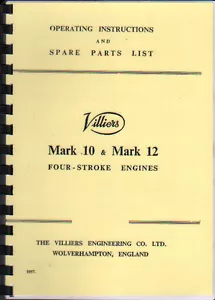 OPERATING INSTRUCTIONS
AND
SPARE PARTS LIST
Villiers
Mark 10 & Mark 12
FOUR-STROKE ENGINES
THE VILLIERS ENGINEERING CO. LTD.
WOLVERHAMPTON, ENGLAND